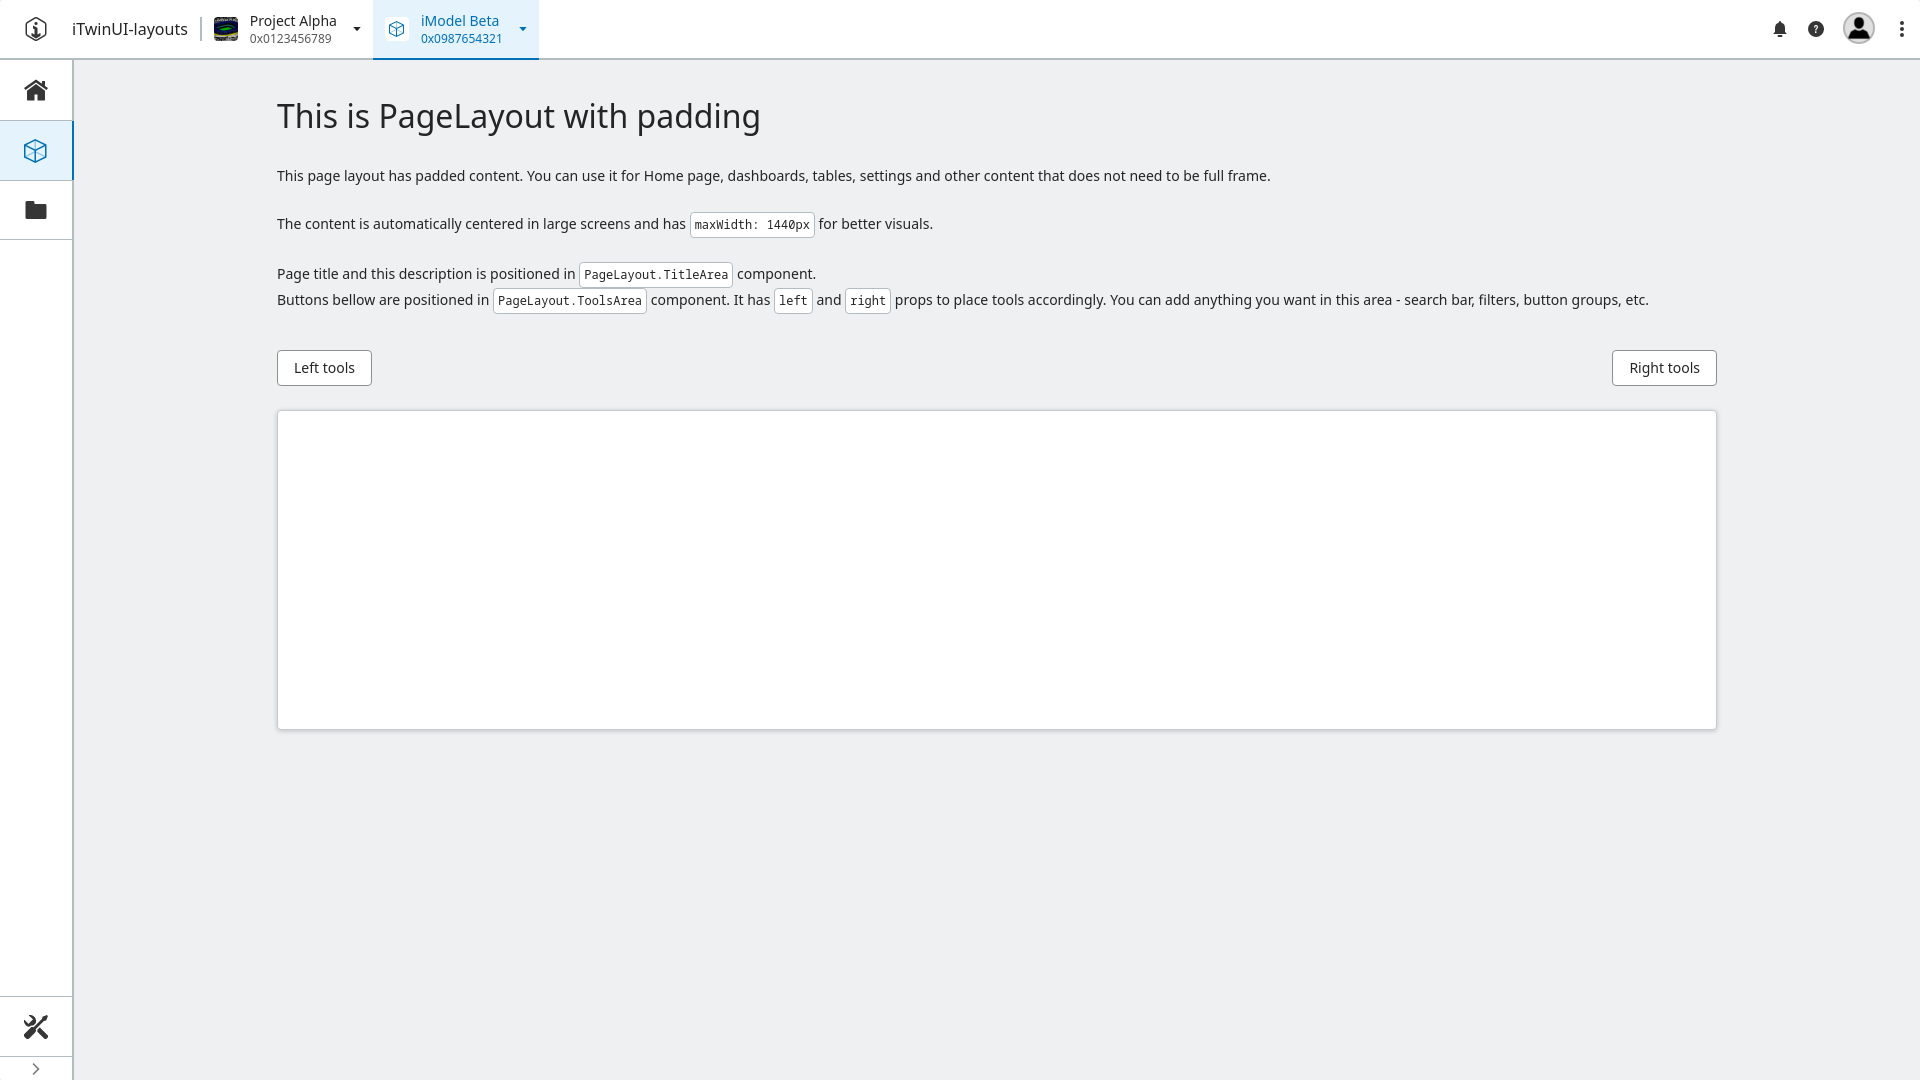 iTwinUI-layouts
Project Alpha
0x0123456789
iModel Beta
0x0987654321
This is PageLayout with padding
This page layout has padded content. You can use it for Home page, dashboards, tables, settings and other content that does not need to be full frame.
The content is automatically centered in large screens and has maxWidth: 1440px for better visuals.
Page title and this description is positioned in PageLayout.TitleArea component.
Buttons bellow are positioned in PageLayout.ToolsArea component. It has left and right props to place tools accordingly. You can add anything you want in this area - search bar, filters, button groups, etc.
Left tools
Right tools